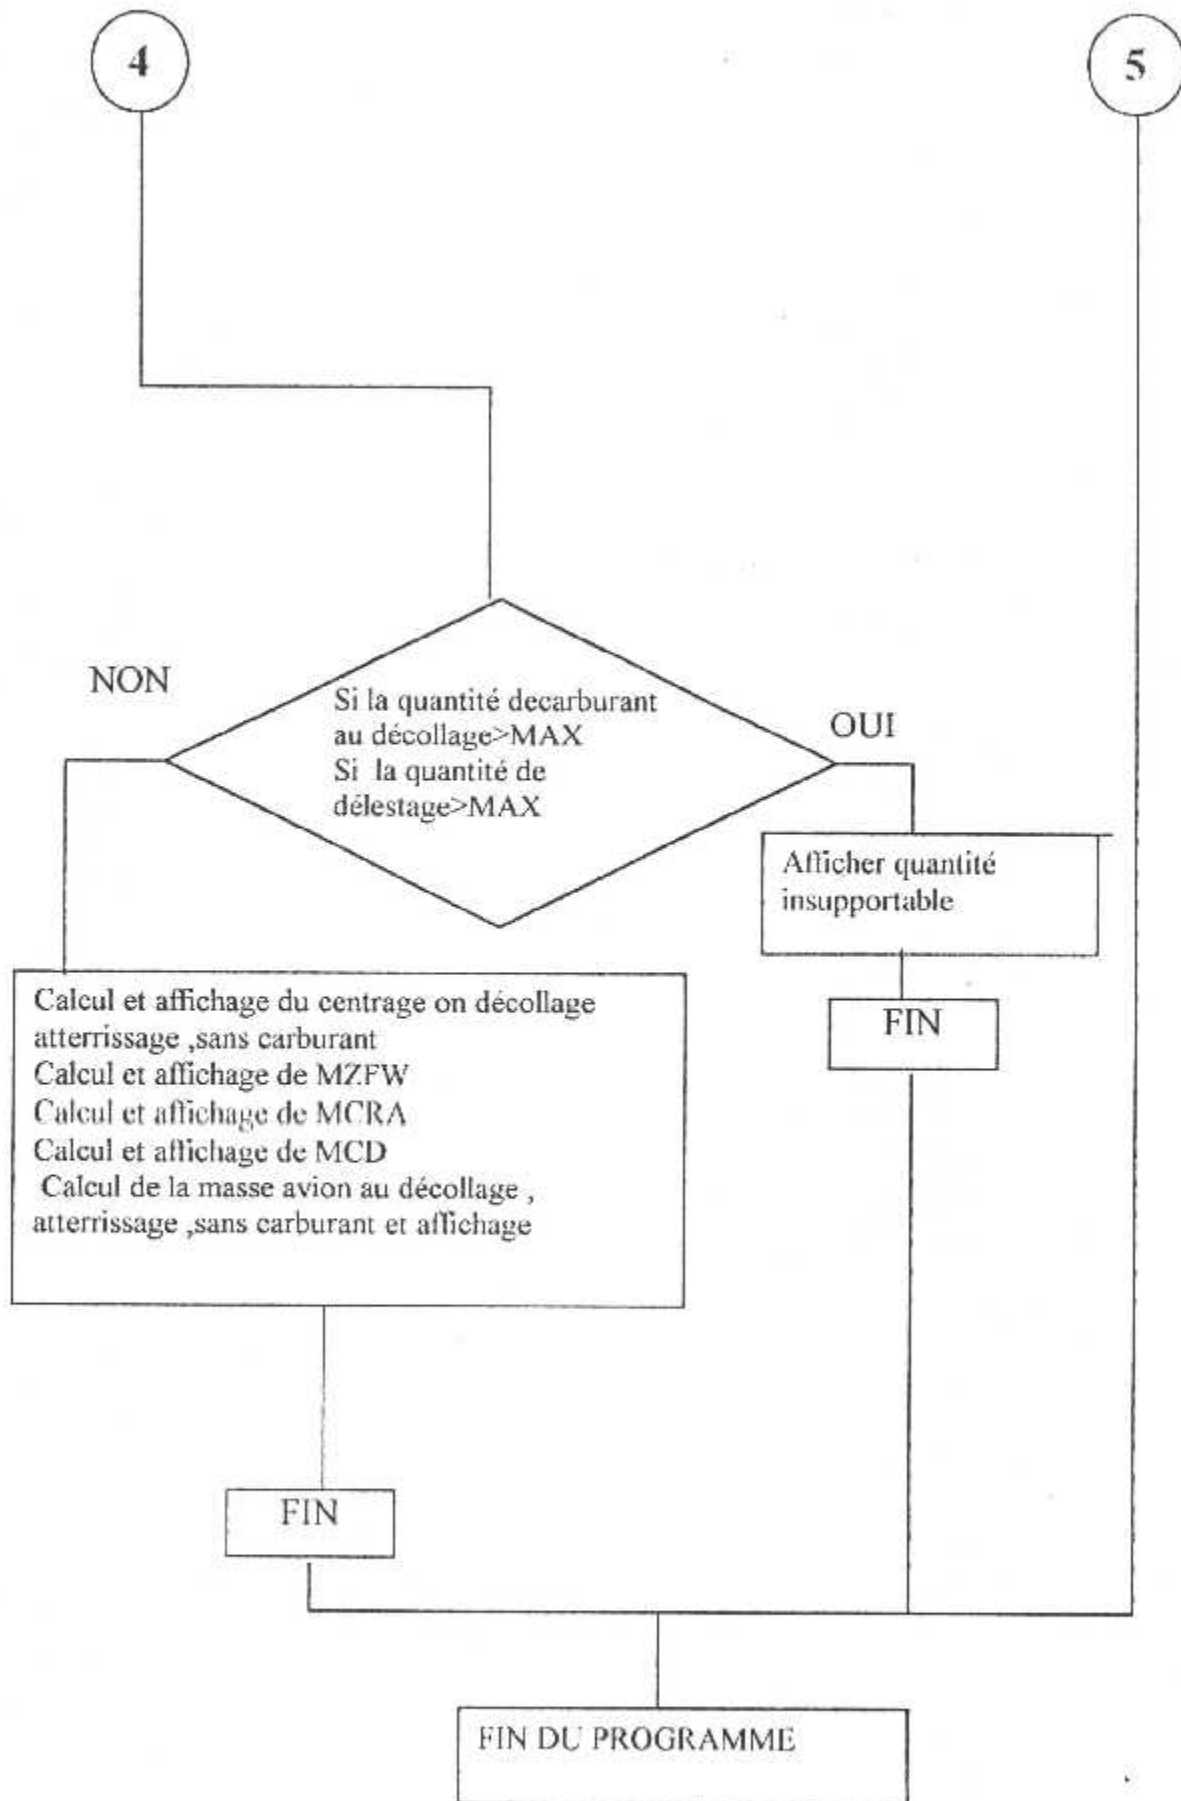 4
5
NON
Si la quantité decarburant
au décollage>MAX
Si la quantité de
délestage>MAX
OUI
Afficher quantité
insupportable
FIN
Calcul et affichage du centrage on décollage
atterrissage ,sans carburant
Calcul et affichage de MZFW
Calcul et affichage de MCRA
Calcul et affichage de MCD
Calcul de la masse avion au décollage ,
atterrissage ,sans carburant et affichage
FIN
FIN DU PROGRAMME